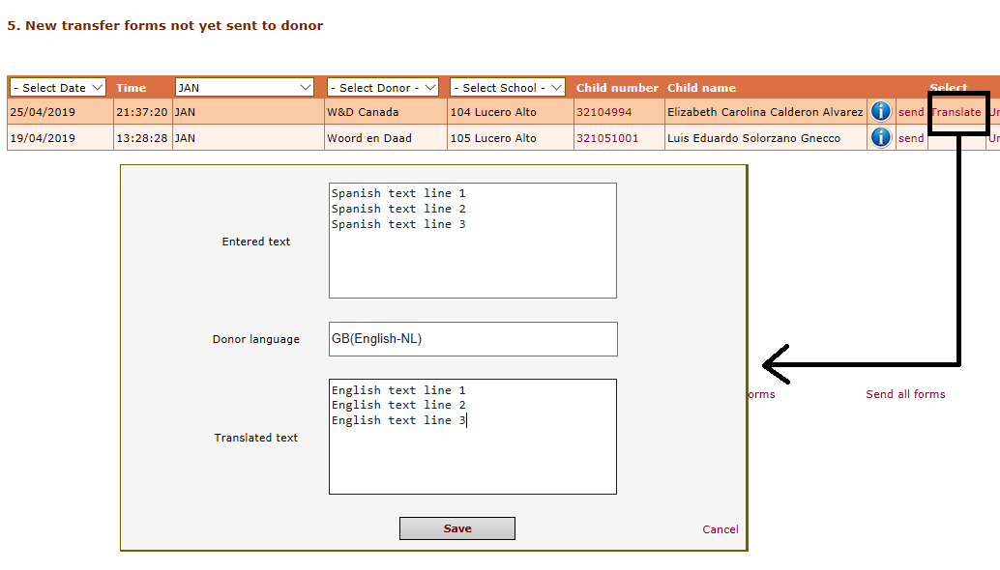 5. New transfer forms not yet sent to donor
- Select Date - Time JAN - Select Donor - - Select School - Child number Child name Select
25/04/2019 21:37:20 JAN W&D Canada 104 Lucero Alto 32104994 Elizabeth Carolina Calderon Alvarez i send Translate Un
19/04/2019 13:28:28 JAN Woord en Daad 105 Lucero Alto 321051001 Luis Eduardo Solorzano Gnecco i send Un
Entered text
Spanish text line 1
Spanish text line 2
Spanish text line 3
Donor language
GB(English-NL)
orms
Send all forms
Translated text
English text line 1
English text line 2
English text line 3
Save
Cancel